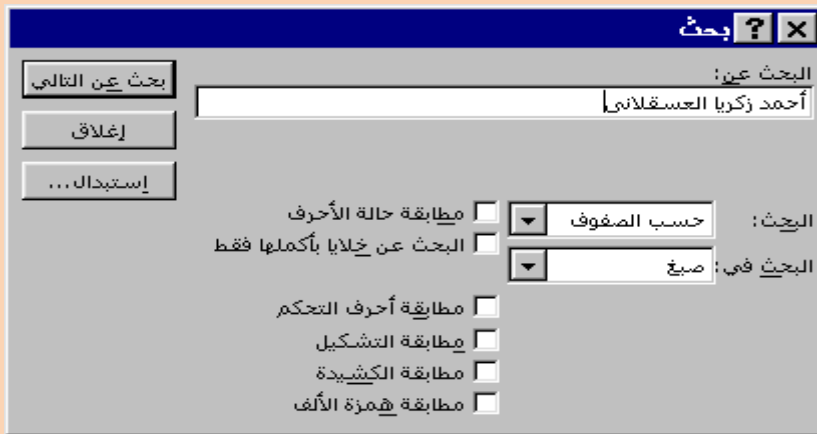 بحث
البحث عن:
أحمد زكريا العسقلانى
بحث عن التالي
إغلاق
إستبدال...
البحث: حسب الصفوف
البحث في: صيغ
مطابقة حالة الأحرف
البحث عن خلايا بأكملها فقط
مطابقة أحرف التحكم
مطابقة التشكيل
مطابقة الكشيدة
مطابقة همزة الألف